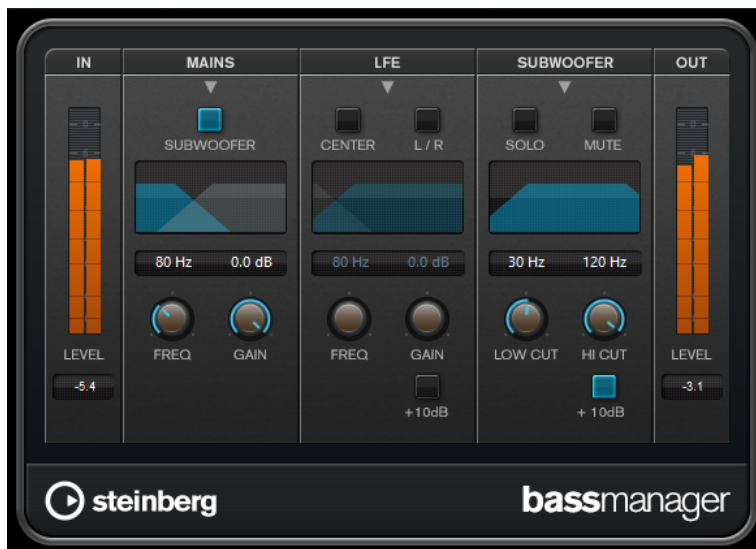 IN MAINS LFE SUBWOOFER OUT
SUBWOOFER CENTER L / R SOLO MUTE
80 Hz 0.0 dB 80 Hz 0.0 dB 30 Hz 120 Hz
LEVEL FREQ GAIN FREQ GAIN LOW CUT HI CUT LEVEL
-5.4 -3.1
+10dB + 10dB
steinberg bassmanager